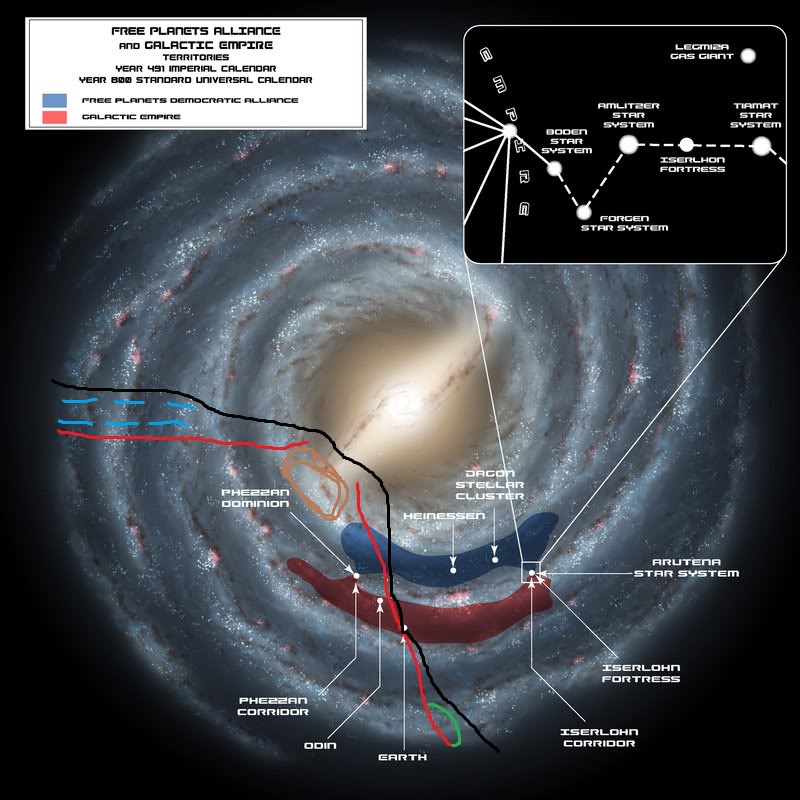 FREE PLANETS ALLIANCE
AND GALACTIC EMPIRE
TERRITORIES
YEAR 491 IMPERIAL CALENDAR
YEAR 800 STANDARD UNIVERSAL CALENDAR
FREE PLANETS DEMOCRATIC ALLIANCE
GALACTIC EMPIRE
EMPIRE
LEGMIZA
GAS GIANT
BODEN
STAR
SYSTEM
AMLITZER
STAR
SYSTEM
TIAMAT
STAR
SYSTEM
ISERLHON
FORTRESS
FORGEN
STAR SYSTEM
PHEZZAN
DOMINION
DAGON
STELLAR
CLUSTER
HEINESSEN
ARUTENA
STAR SYSTEM
ISERLOHN
FORTRESS
PHEZZAN
CORRIDOR
ODIN
EARTH
ISERLOHN
CORRIDOR